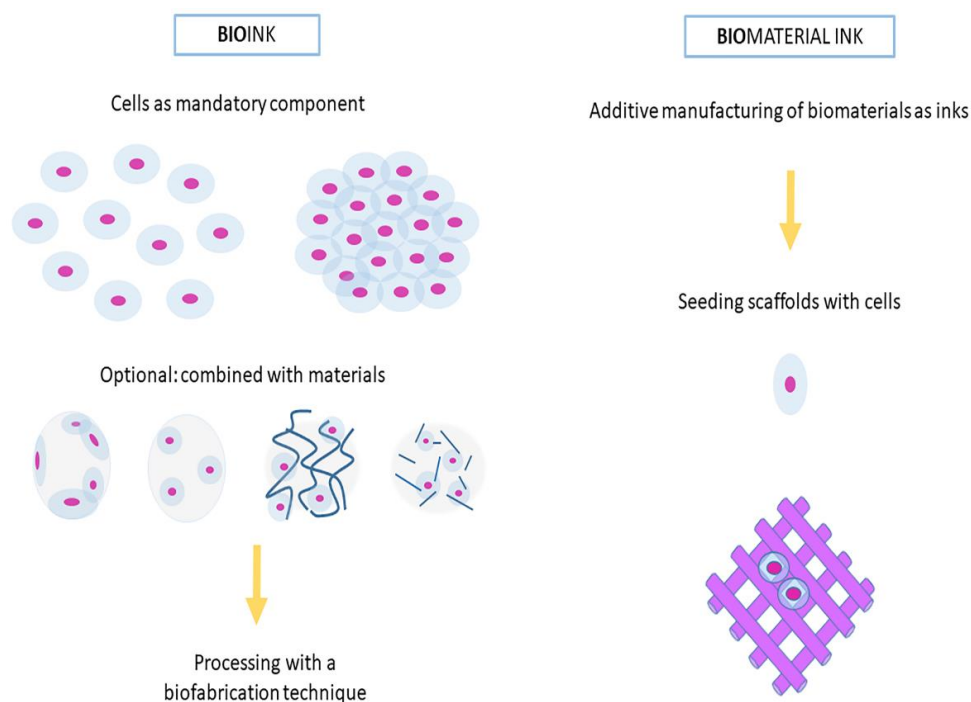 BIOINK
Cells as mandatory component
Optional: combined with materials
Processing with a
biofabrication technique
BIOMATERIAL INK
Additive manufacturing of biomaterials as inks
Seeding scaffolds with cells